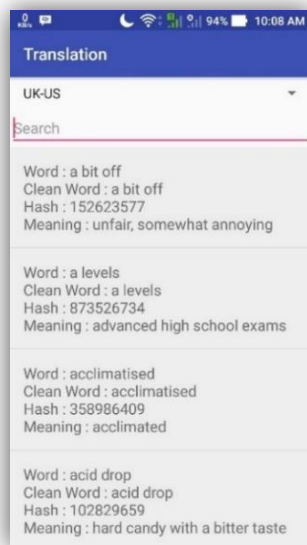 0
KB/s
94%
10:08 AM
Translation
UK-US
Search
Word : a bit off
Clean Word : a bit off
Hash : 152623577
Meaning : unfair, somewhat annoying
Word : a levels
Clean Word : a levels
Hash : 873526734
Meaning : advanced high school exams
Word : acclimatised
Clean Word : acclimatised
Hash : 358986409
Meaning : acclimated
Word : acid drop
Clean Word : acid drop
Hash : 102829659
Meaning : hard candy with a bitter taste